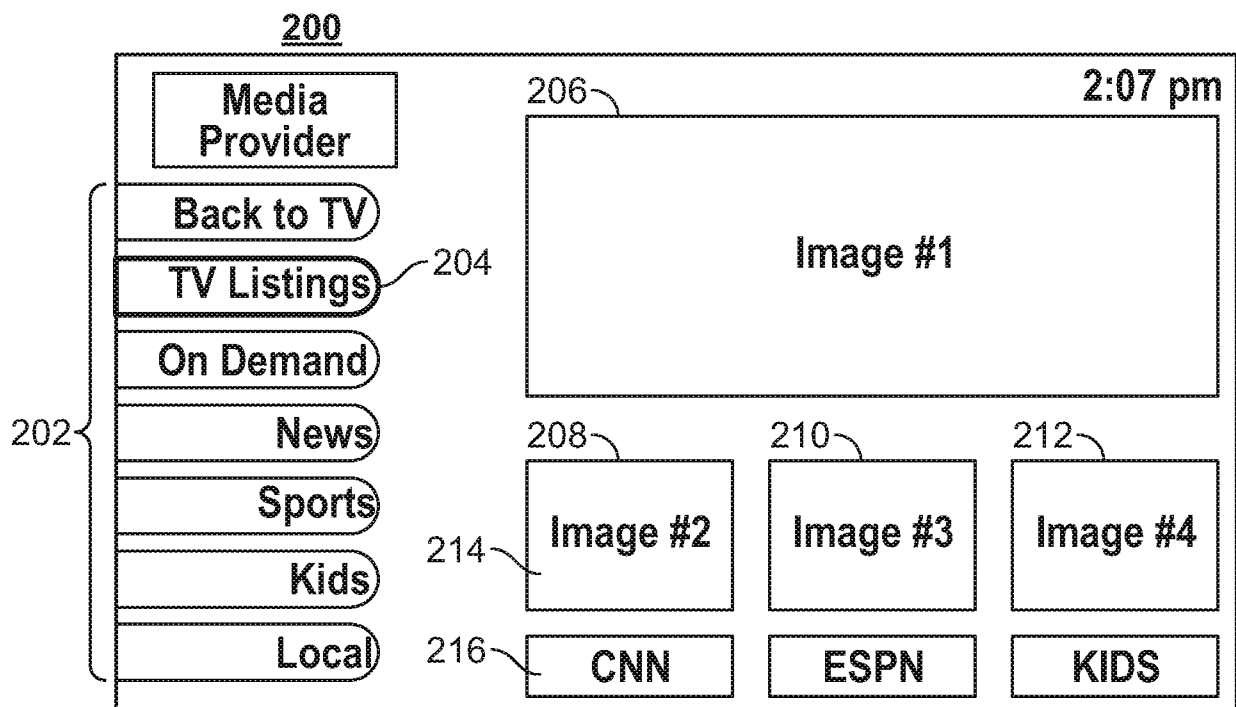 200
Media
Provider
2:07 pm
206
Back to TV
TV Listings
204
Image #1
On Demand
202
News
208
210
212
Sports
Image #2
Image #3
Image #4
214
Kids
Local
216
CNN
ESPN
KIDS